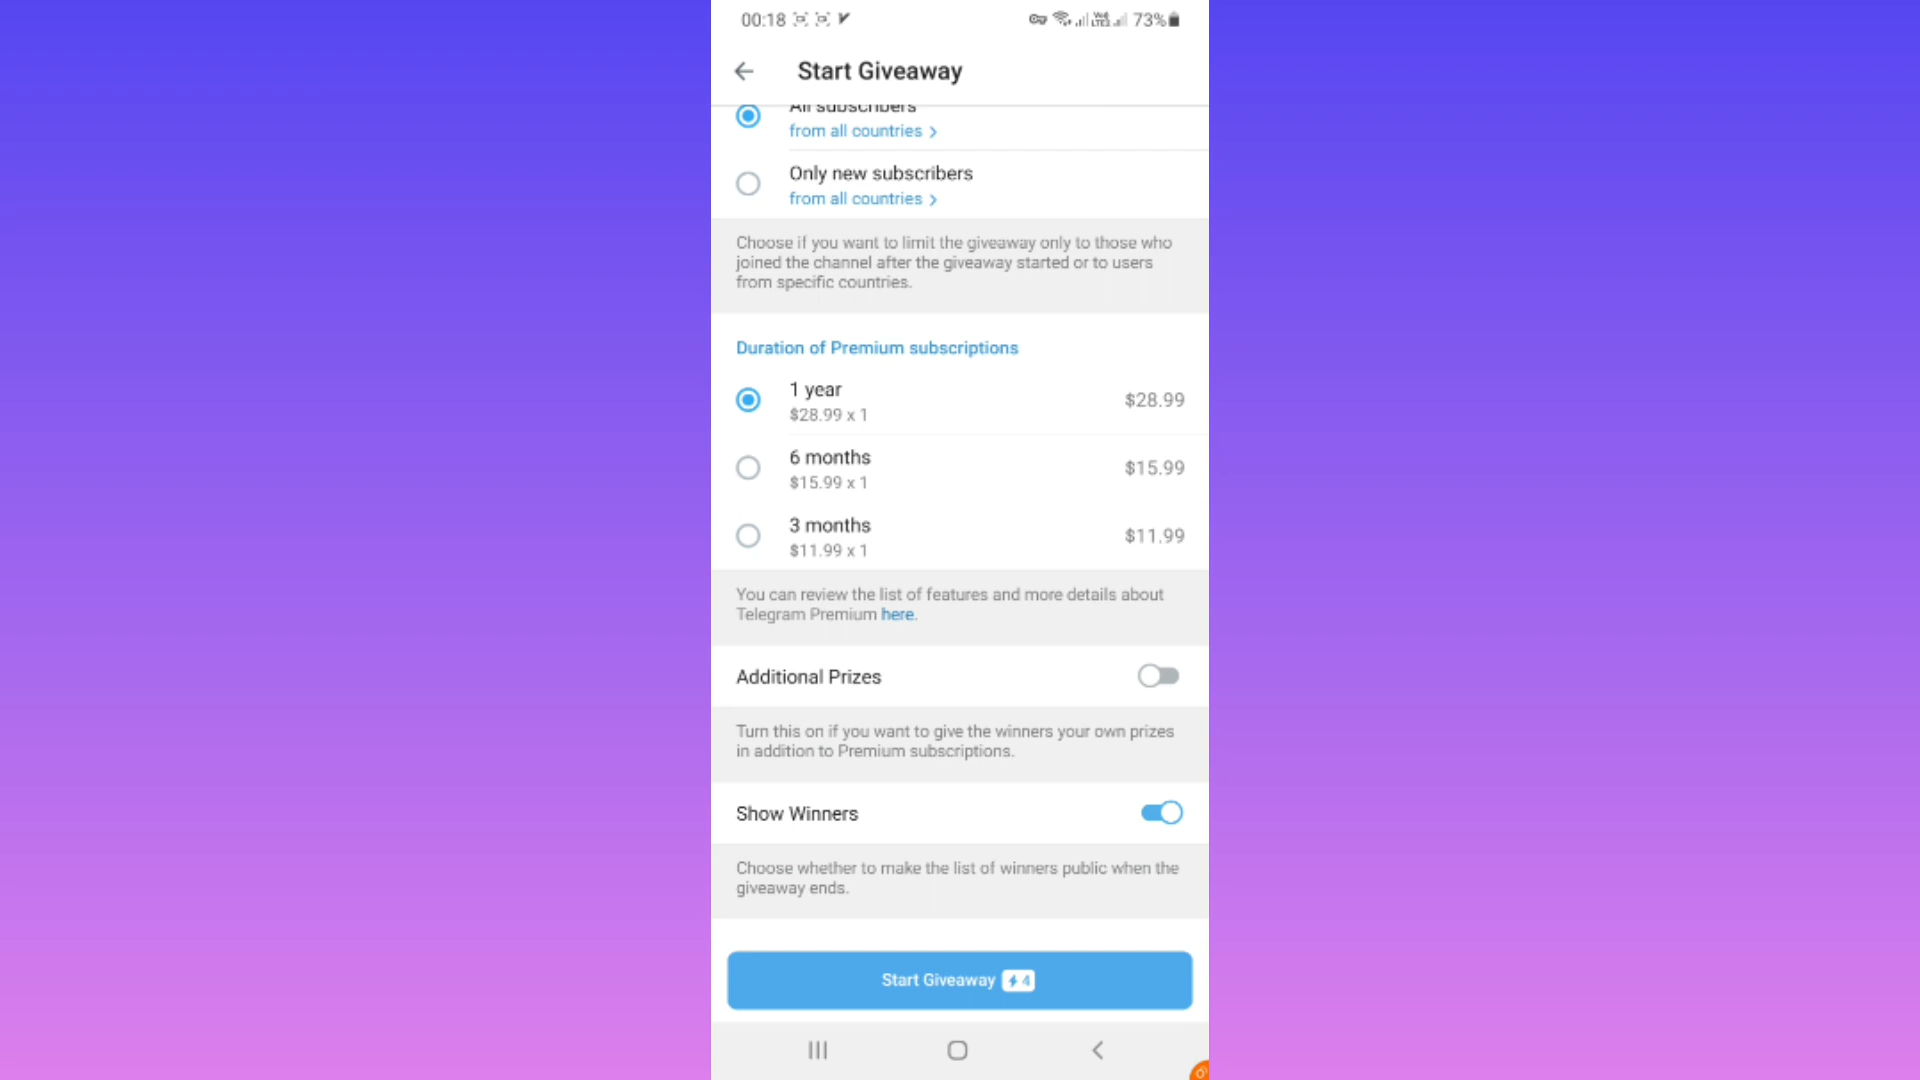 00:18 73%
Start Giveaway
All subscribers
from all countries >
Only new subscribers
from all countries >
Choose if you want to limit the giveaway only to those who
joined the channel after the giveaway started or to users
from specific countries.
Duration of Premium subscriptions
1 year
$28.99 x 1
$28.99
6 months
$15.99 x 1
$15.99
3 months
$11.99 x 1
$11.99
You can review the list of features and more details about
Telegram Premium here.
Additional Prizes
Turn this on if you want to give the winners your own prizes
in addition to Premium subscriptions.
Show Winners
Choose whether to make the list of winners public when the
giveaway ends.
Start Giveaway 4